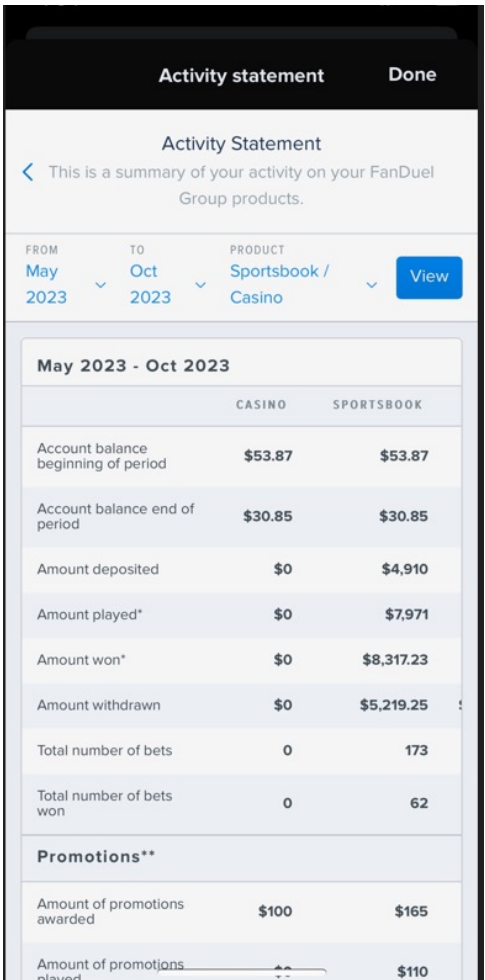 Activity statement Done
Activity Statement
This is a summary of your activity on your FanDuel
Group products.
FROM TO PRODUCT
May Oct Sportsbook / View
2023 2023 Casino
May 2023 - Oct 2023
CASINO SPORTSBOOK
Account balance
beginning of period $53.87 $53.87
Account balance end of
period $30.85 $30.85
Amount deposited $0 $4,910
Amount played* $0 $7,971
Amount won* $0 $8,317.23
Amount withdrawn $0 $5,219.25
Total number of bets 0 173
Total number of bets
won 0 62
Promotions**
Amount of promotions
awarded $100 $165
Amount of promotions
played $110